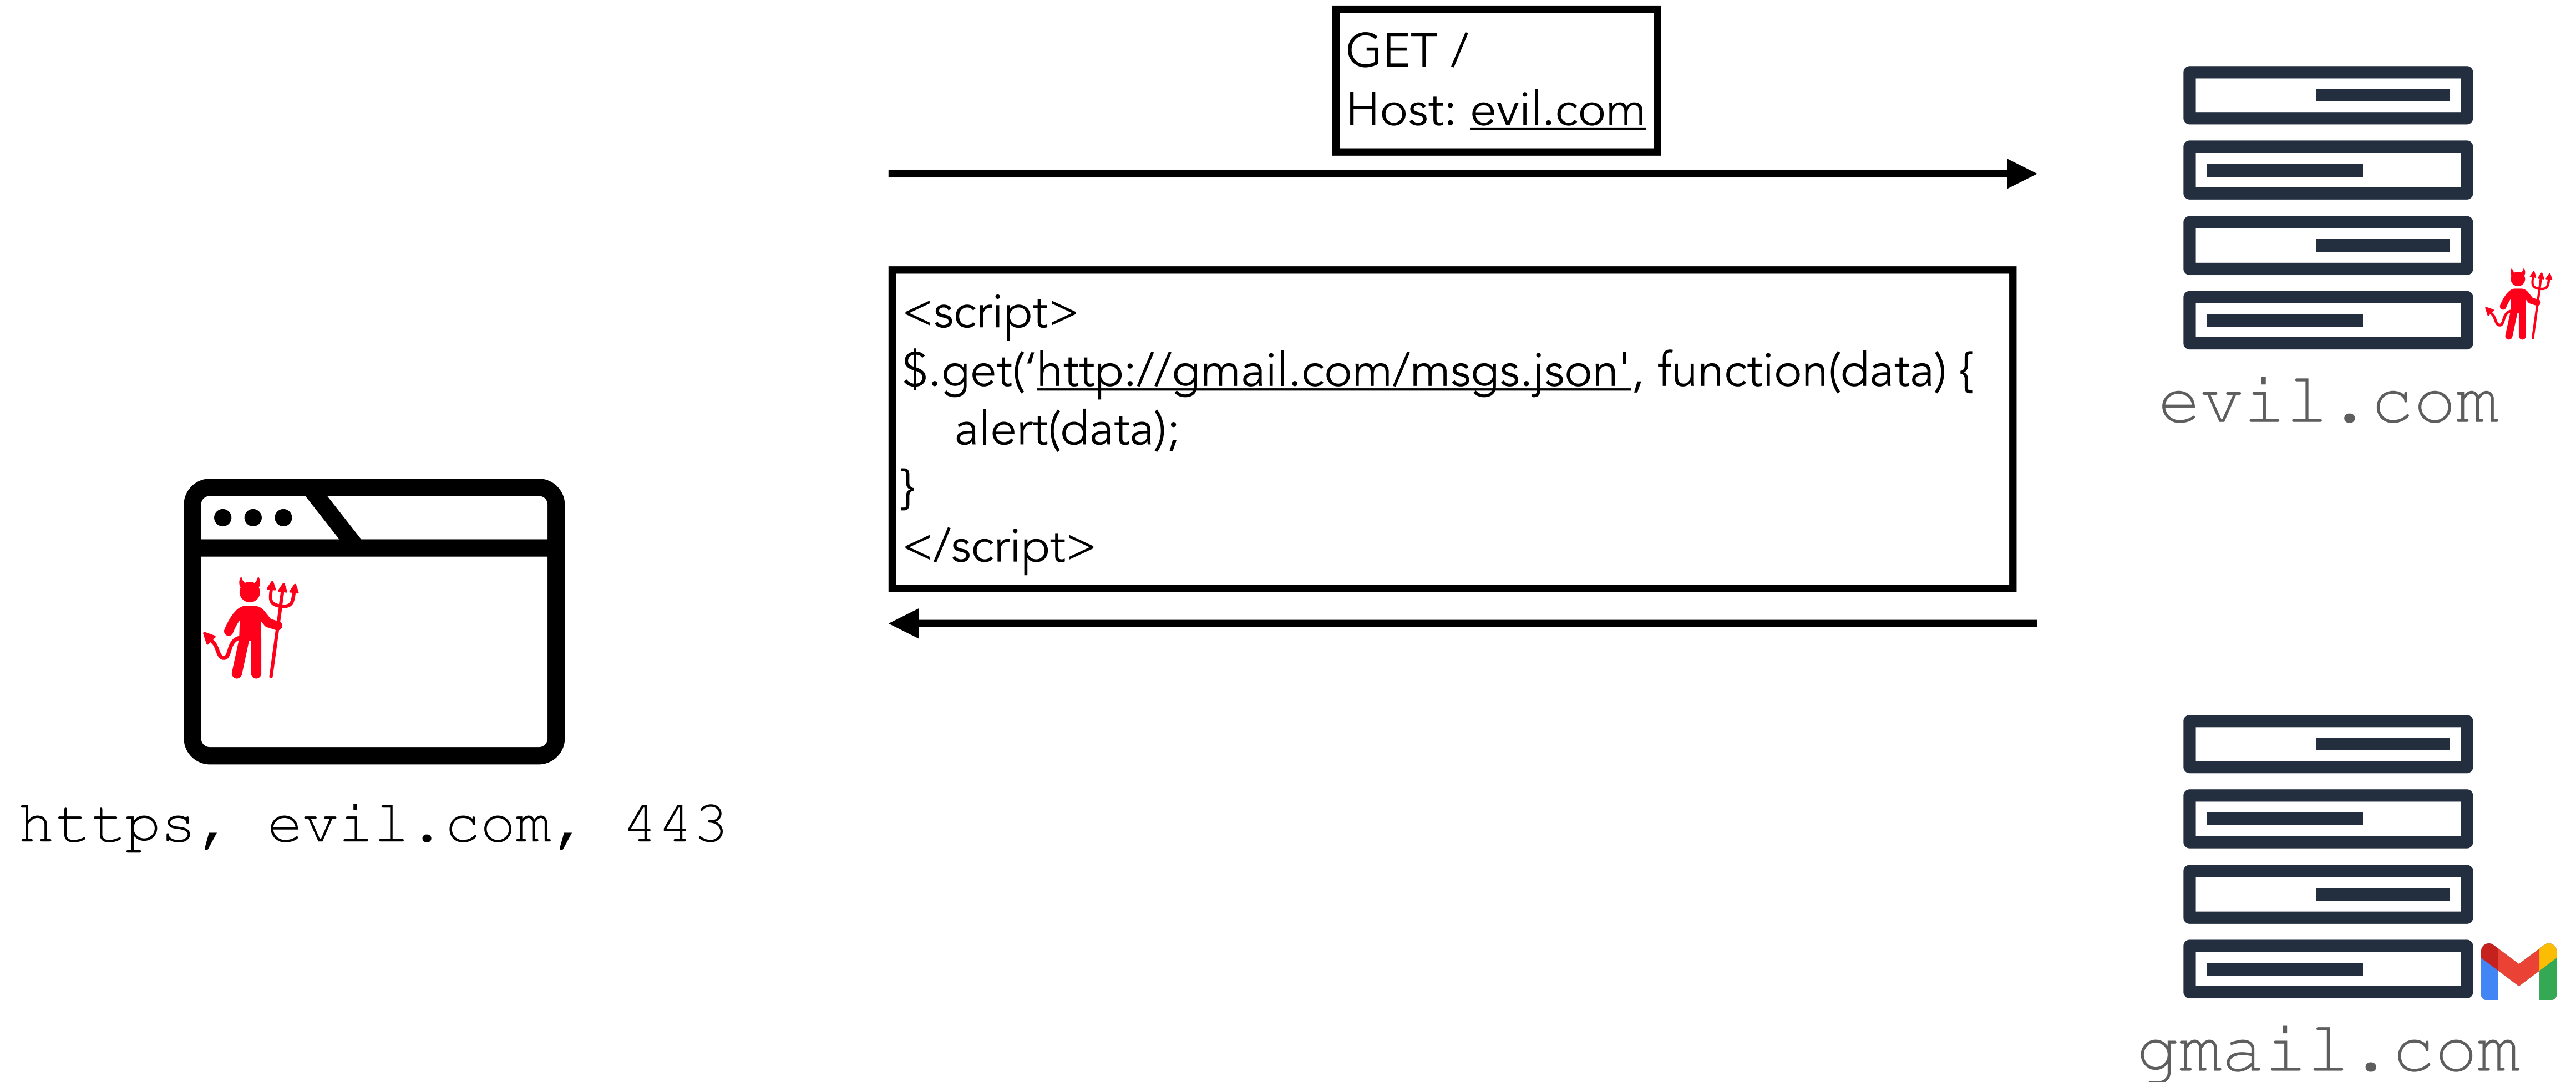 GET /
Host: evil.com
<script>
$.get(‘http://gmail.com/msgs.json', function(data) {
alert(data);
}
</script>
evil.com
https, evil.com, 443
gmail.com